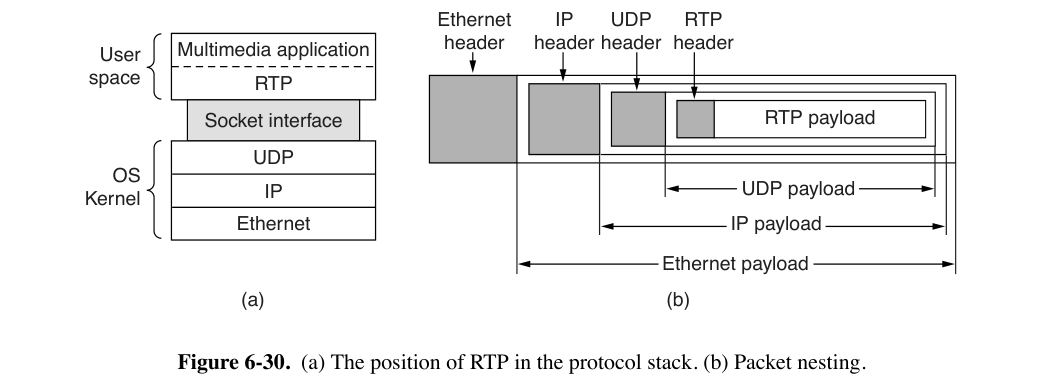 User
space
Multimedia application
RTP
Socket interface
OS
Kernel
UDP
IP
Ethernet
(a)
Ethernet
header
IP
header
UDP
header
RTP
header
RTP payload
UDP payload
IP payload
Ethernet payload
(b)
Figure 6-30. (a) The position of RTP in the protocol stack. (b) Packet nesting.